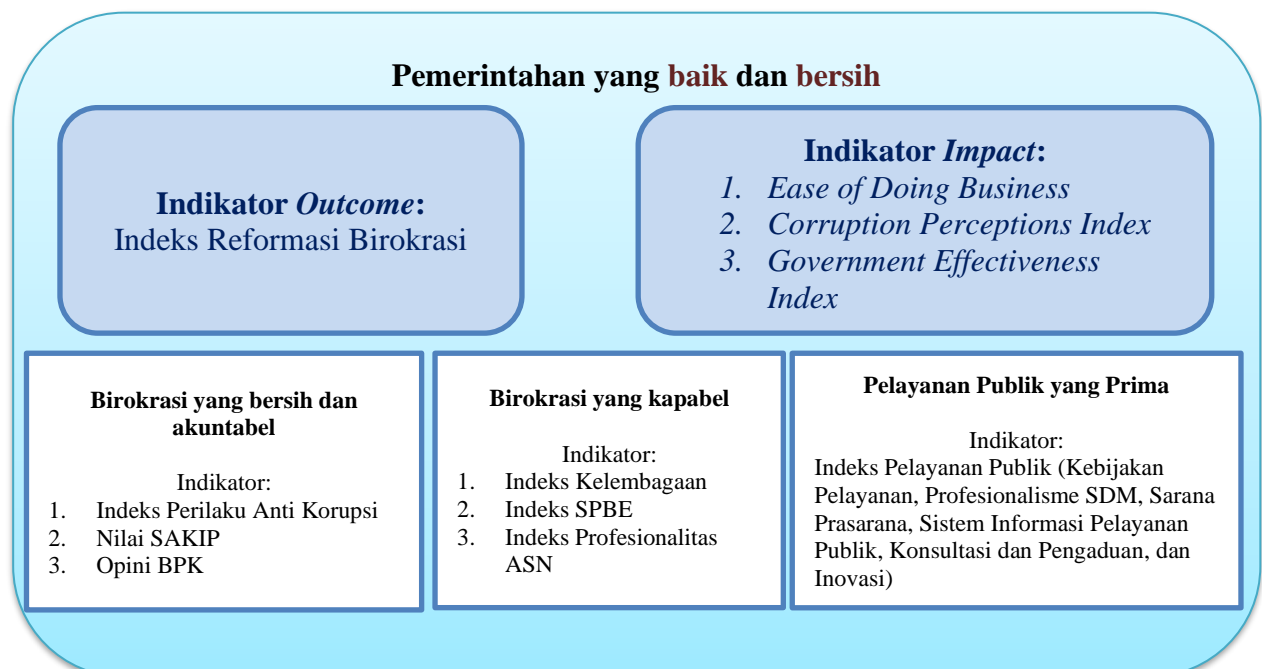 Pemerintahan yang baik dan bersih
Indikator Outcome:
Indeks Reformasi Birokrasi
Indikator Impact:
1. Ease of Doing Business
2. Corruption Perceptions Index
3. Government Effectiveness
Index
Birokrasi yang bersih dan
akuntabel
Indikator:
1. Indeks Perilaku Anti Korupsi
2. Nilai SAKIP
3. Opini BPK
Birokrasi yang kapabel
Indikator:
1. Indeks Kelembagaan
2. Indeks SPBE
3. Indeks Profesionalitas
ASN
Pelayanan Publik yang Prima
Indikator:
Indeks Pelayanan Publik (Kebijakan
Pelayanan, Profesionalisme SDM, Sarana
Prasarana, Sistem Informasi Pelayanan
Publik, Konsultasi dan Pengaduan, dan
Inovasi)